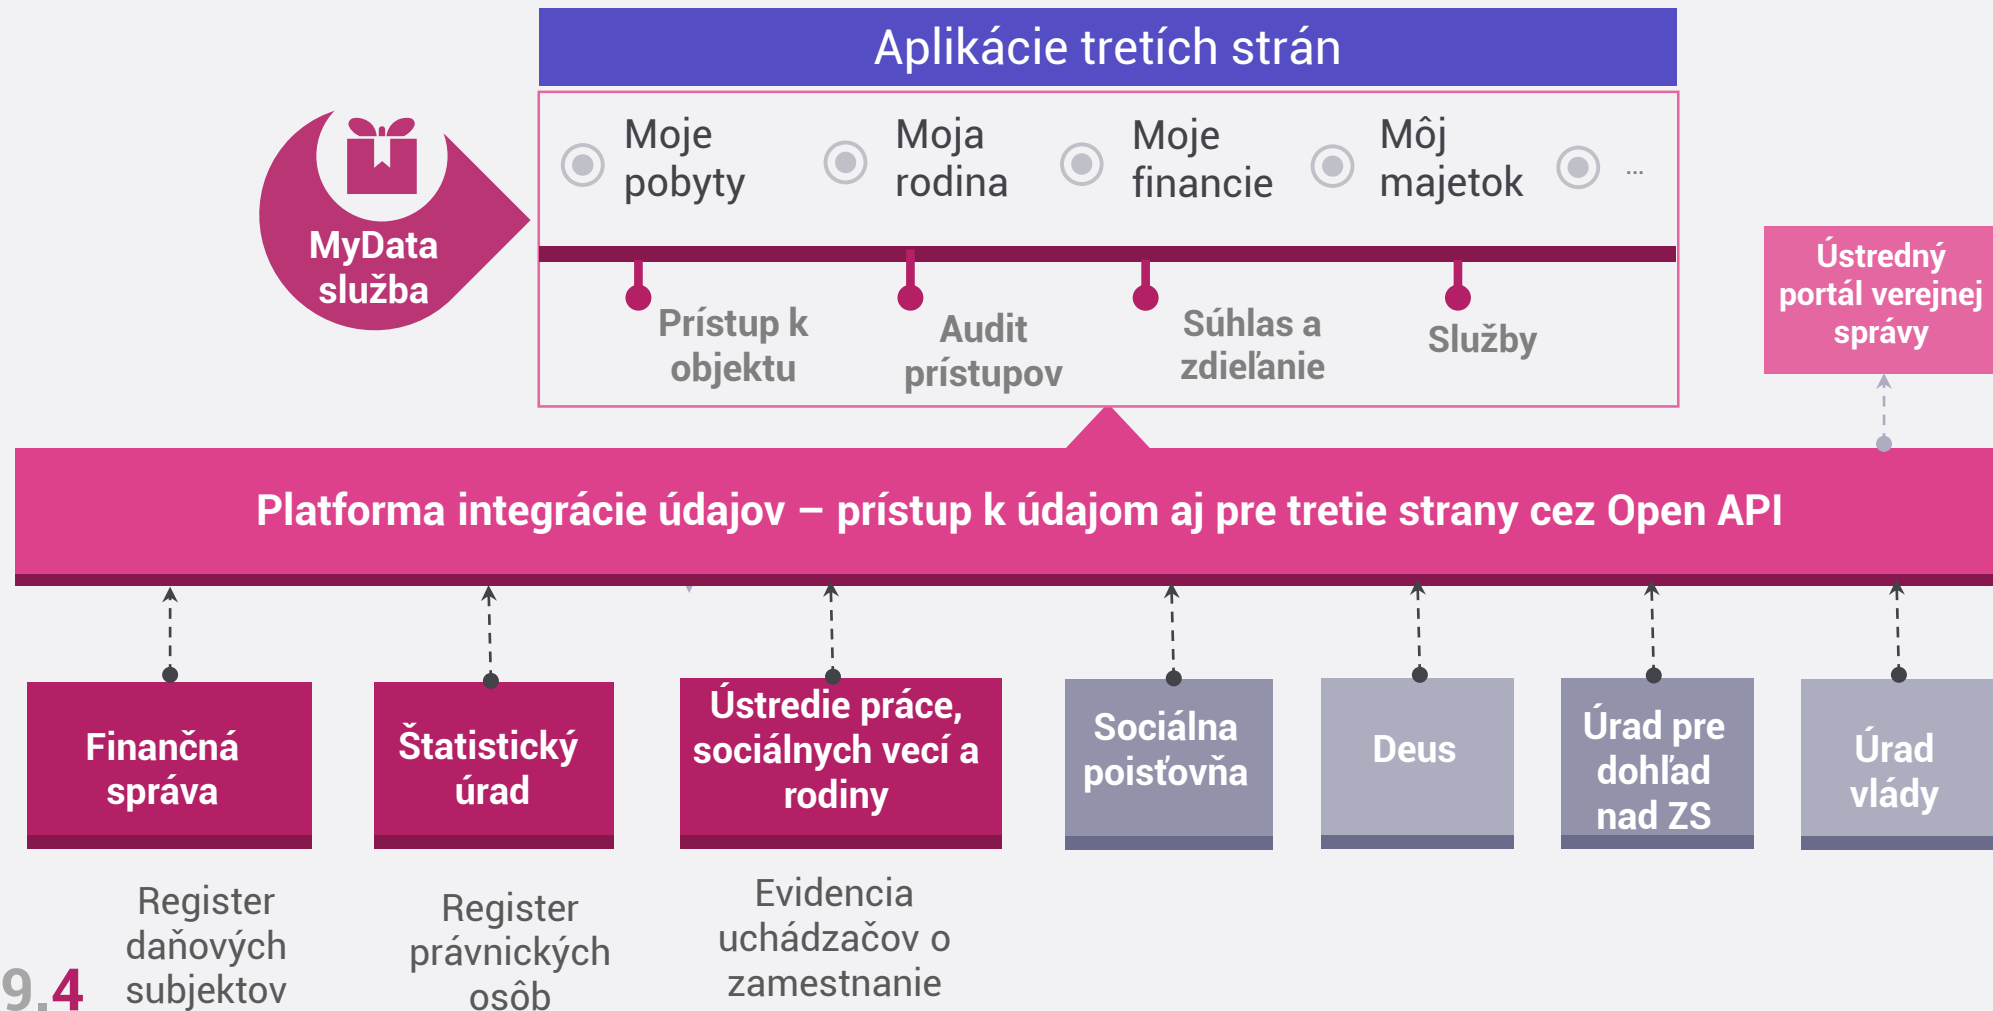 Aplikácie tretích strán
MyData
služba
Moje
pobyty
Moja
rodina
Moje
financie
Môj
majetok
...
Prístup k
objektu
Audit
prístupov
Súhlas a
zdieľanie
Služby
Ústredný
portál verejnej
správy
Platforma integrácie údajov – prístup k údajom aj pre tretie strany cez Open API
Finančná
správa
Štatistický
úrad
Ústredie práce,
sociálnych vecí a
rodiny
Sociálna
poisťovňa
Deus
Úrad pre
dohľad
nad ZS
Úrad
vlády
Register
daňových
subjektov
Register
právnických
osôb
Evidencia
uchádzačov o
zamestnanie
9.4